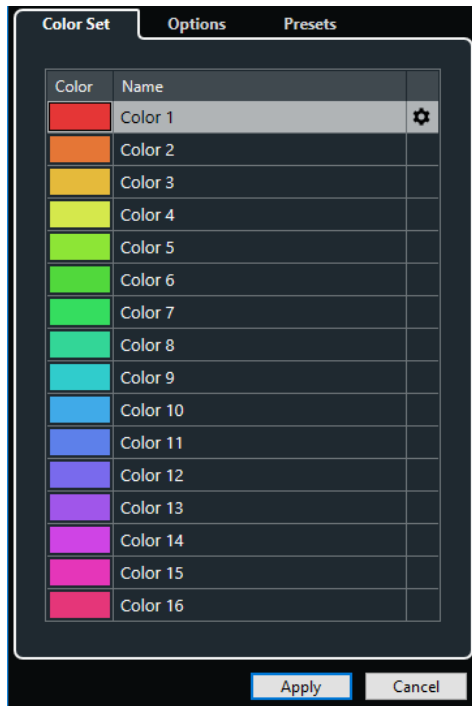 Color Set Options Presets
Color Name
Color 1
Color 2
Color 3
Color 4
Color 5
Color 6
Color 7
Color 8
Color 9
Color 10
Color 11
Color 12
Color 13
Color 14
Color 15
Color 16
Apply Cancel